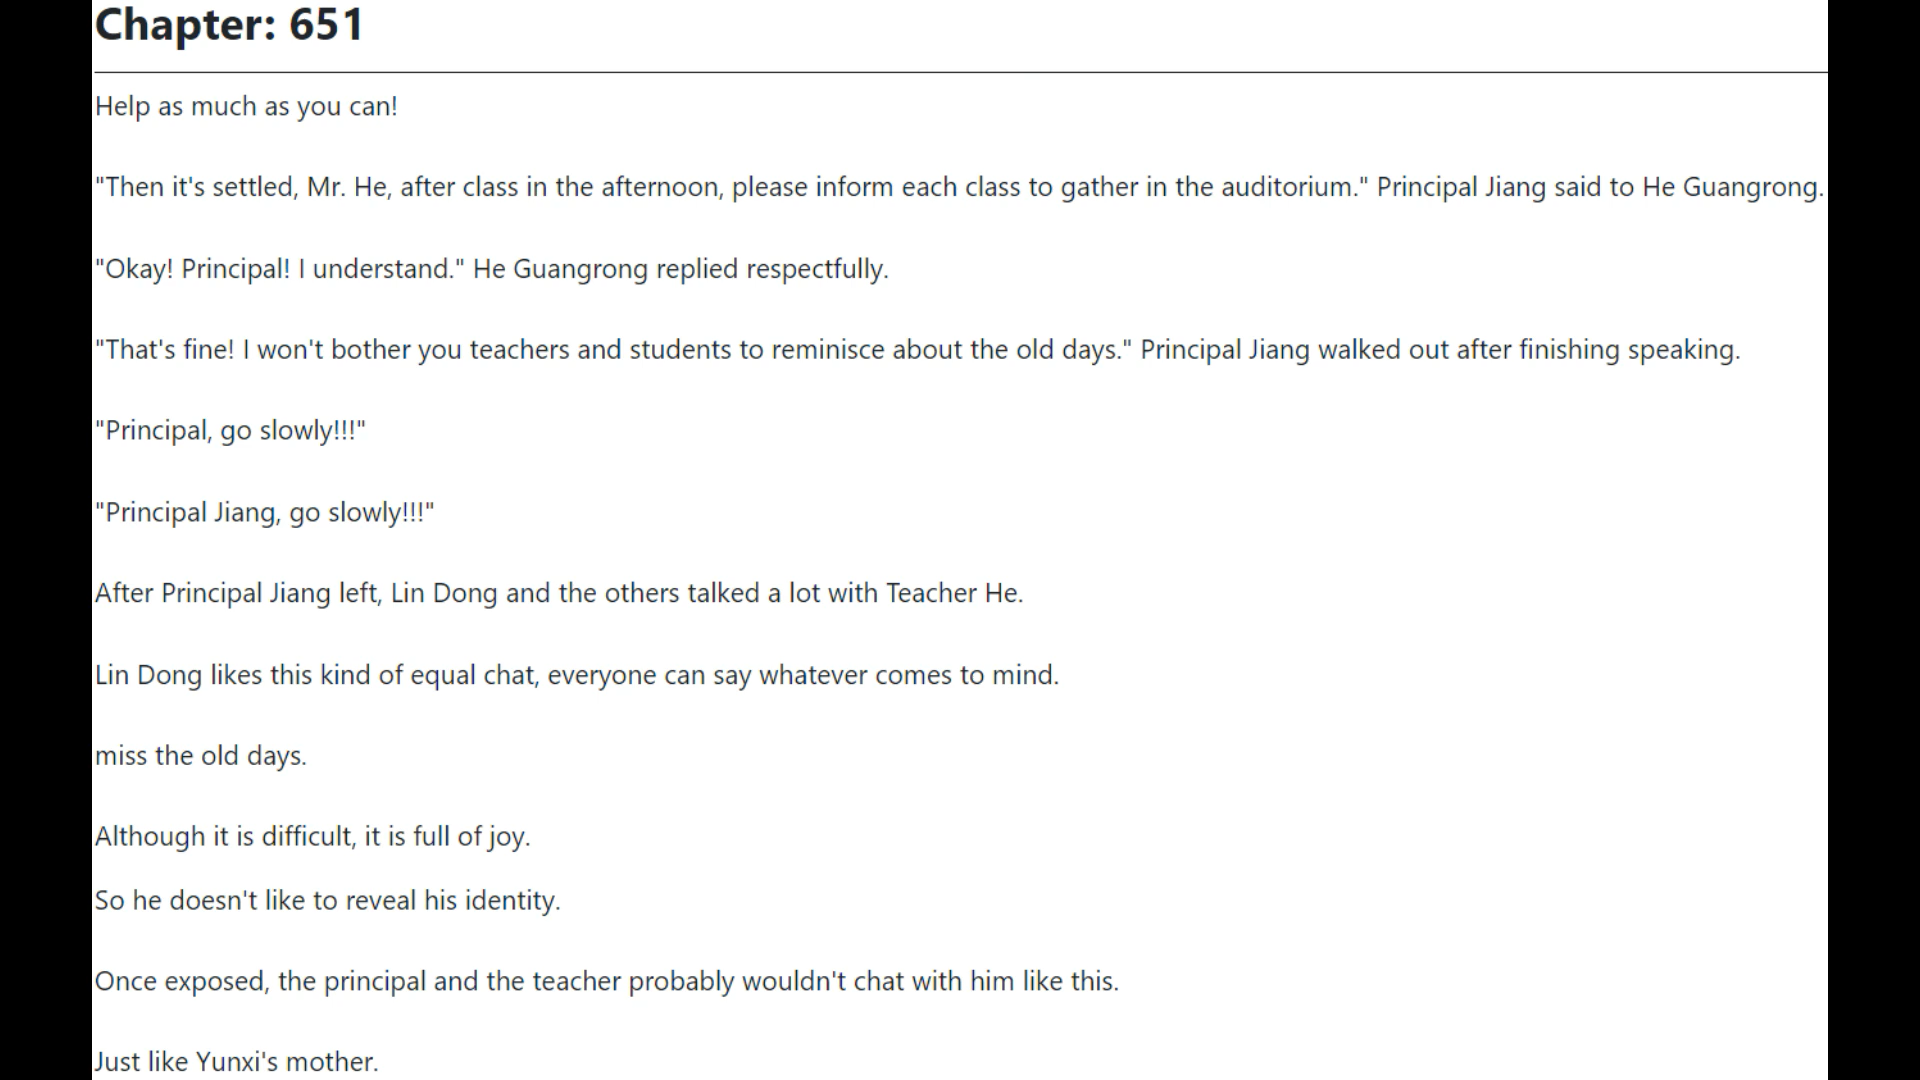 Chapter: 651
Help as much as you can!
"Then it's settled, Mr. He, after class in the afternoon, please inform each class to gather in the auditorium." Principal Jiang said to He Guangrong.
"Okay! Principal! I understand." He Guangrong replied respectfully.
"That's fine! I won't bother you teachers and students to reminisce about the old days." Principal Jiang walked out after finishing speaking.
"Principal, go slowly!!!"
"Principal Jiang, go slowly!!!"
After Principal Jiang left, Lin Dong and the others talked a lot with Teacher He.
Lin Dong likes this kind of equal chat, everyone can say whatever comes to mind.
miss the old days.
Although it is difficult, it is full of joy.
So he doesn't like to reveal his identity.
Once exposed, the principal and the teacher probably wouldn't chat with him like this.
Just like Yunxi's mother.